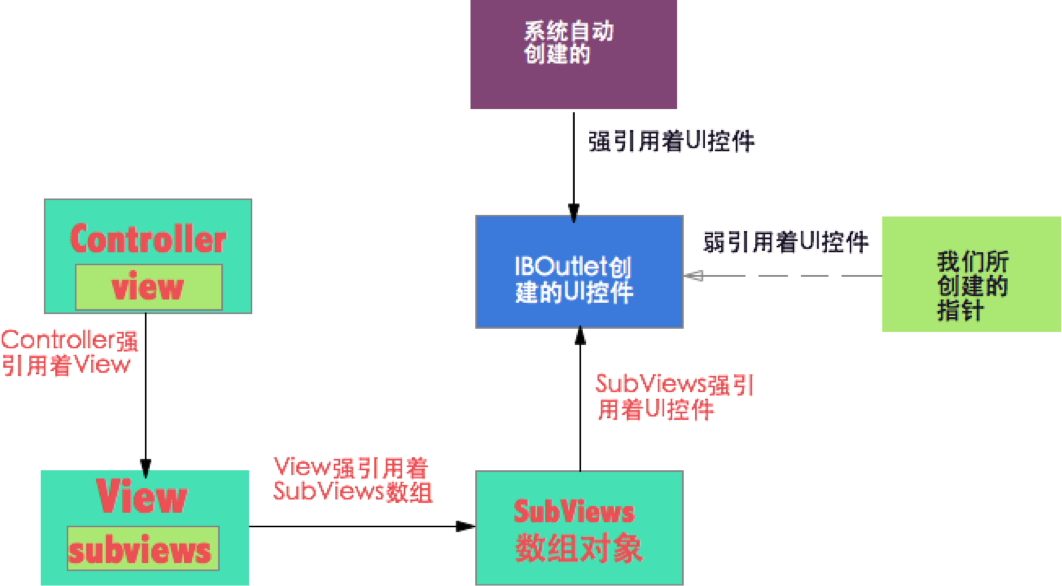 系统自动
创建的
强引用着UI控件
Controller
view
IBOutlet创
建的UI控件
弱引用着UI控件
我们所
创建的
指针
Controller强
引用着View
SubViews强引
用着UI控件
View
subviews
View强引用着
SubViews数组
SubViews
数组对象